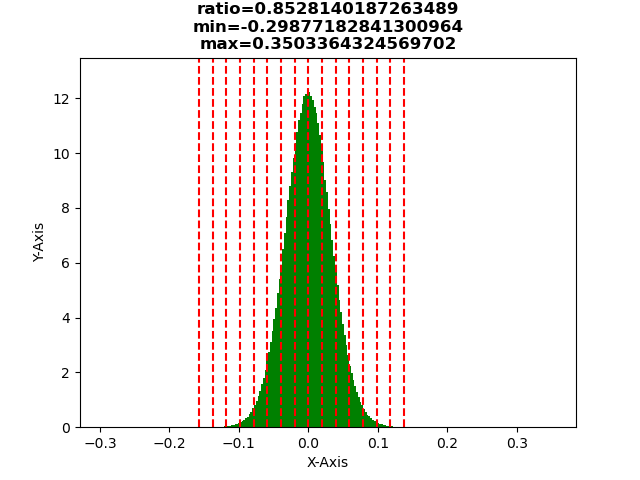 ratio=0.8528140187263489
min=-0.29877182841300964
max=0.3503364324569702
12
10
8
6
4
2
0
Y-Axis
−0.3 −0.2 −0.1 0.0 0.1 0.2 0.3
X-Axis